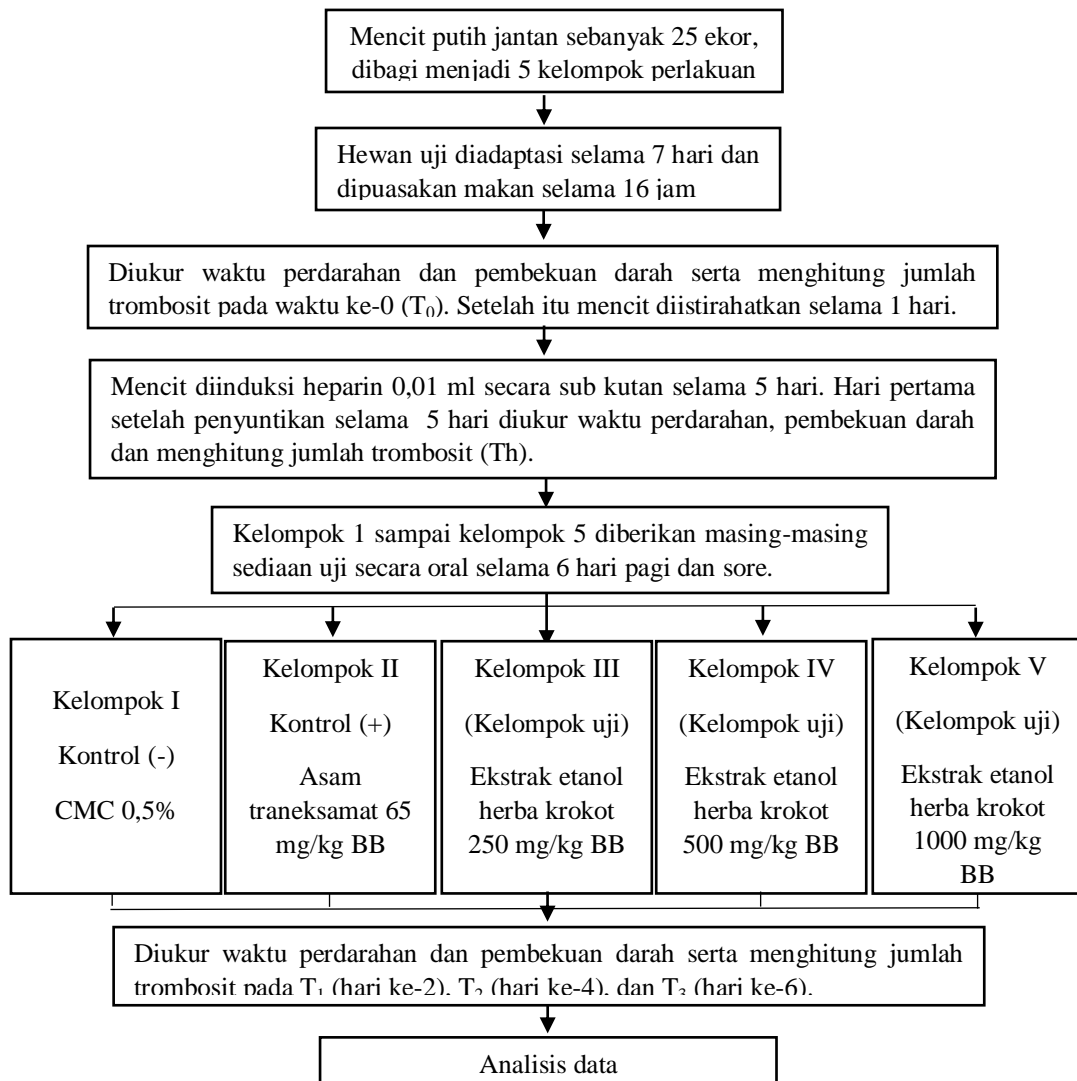 Mencit putih jantan sebanyak 25 ekor,
dibagi menjadi 5 kelompok perlakuan
Hewan uji diadaptasi selama 7 hari dan
dipuasakan makan selama 16 jam
Diukur waktu perdarahan dan pembekuan darah serta menghitung jumlah
trombosit pada waktu ke-0 (T₀). Setelah itu mencit diistirahatkan selama 1 hari.
Mencit diinduksi heparin 0,01 ml secara sub kutan selama 5 hari. Hari pertama
setelah penyuntikan selama 5 hari diukur waktu perdarahan, pembekuan darah
dan menghitung jumlah trombosit (Th).
Kelompok 1 sampai kelompok 5 diberikan masing-masing
sediaan uji secara oral selama 6 hari pagi dan sore.
Kelompok I
Kontrol (-)
CMC 0,5%
Kelompok II
Kontrol (+)
Asam
traneksamat 65
mg/kg BB
Kelompok III
(Kelompok uji)
Ekstrak etanol
herba krokot
250 mg/kg BB
Kelompok IV
(Kelompok uji)
Ekstrak etanol
herba krokot
500 mg/kg BB
Kelompok V
(Kelompok uji)
Ekstrak etanol
herba krokot
1000 mg/kg
BB
Diukur waktu perdarahan dan pembekuan darah serta menghitung jumlah
trombosit pada T₁ (hari ke-2), T₂ (hari ke-4), dan T₃ (hari ke-6).
Analisis data